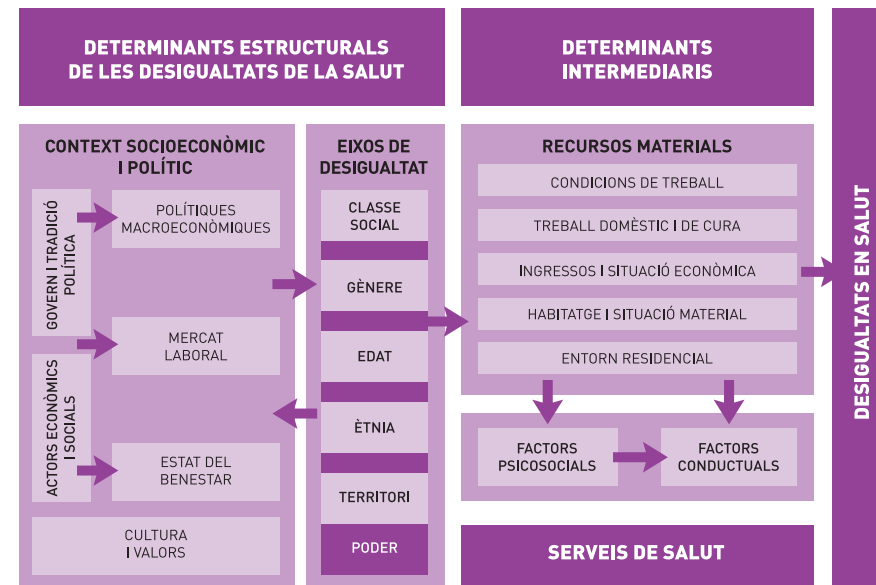 DETERMINANTS ESTRUCTURALS
DE LES DESIGUALTATS DE LA SALUT
DETERMINANTS
INTERMEDIARIS
CONTEXT SOCIOECONÒMIC
I POLÍTIC
GOVERN I TRADICIÓ
POLÍTICA
ACTORS ECONÒMICS
I SOCIALS
POLÍTIQUES
MACROECONÒMIQUES
MERCAT
LABORAL
ESTAT DEL
BENESTAR
CULTURA
I VALORS
EIXOS DE
DESIGUALTAT
CLASSE
SOCIAL
GÈNERE
EDAT
ÈTNIA
TERRITORI
PODER
RECURSOS MATERIALS
CONDICIONS DE TREBALL
TREBALL DOMÈSTIC I DE CURA
INGRESSOS I SITUACIÓ ECONÒMICA
HABITATGE I SITUACIÓ MATERIAL
ENTORN RESIDENCIAL
FACTORS
PSICOSOCIALS
FACTORS
CONDUCTUALS
SERVEIS DE SALUT
DESIGUALTATS EN SALUT